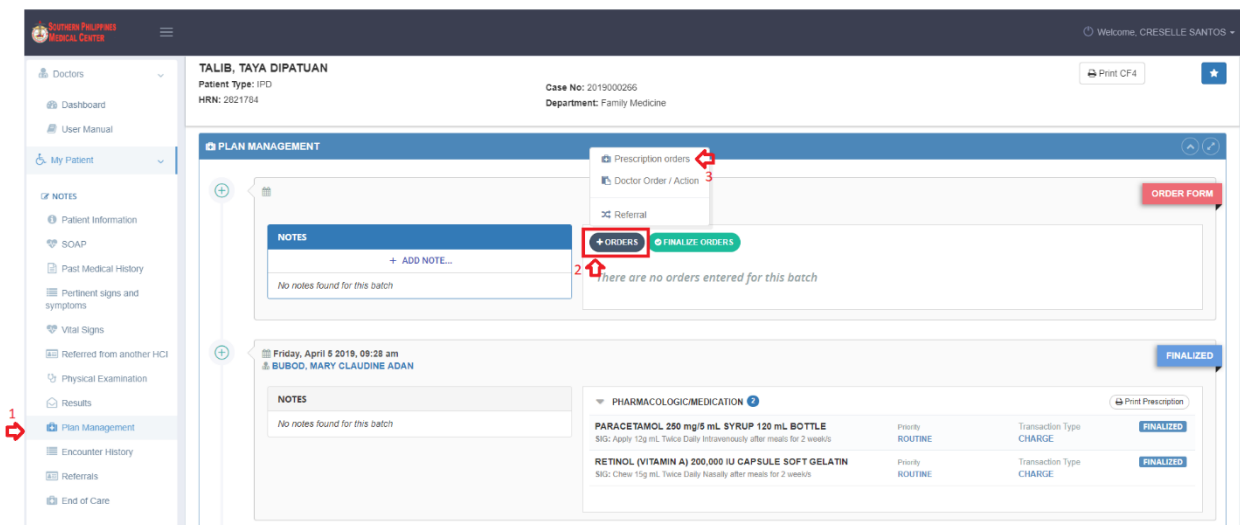 SOUTHERN PHILIPPINES
MEDICAL CENTER
Welcome, CRESELLE SANTOS
Doctors
Dashboard
User Manual
My Patient
NOTES
Patient Information
SOAP
Past Medical History
Pertinent signs and
symptoms
Vital Signs
Referred from another HCI
Physical Examination
Results
1
Plan Management
Encounter History
Referrals
End of Care
TALIB, TAYA DIPATUAN
Patient Type: IPD
HRN: 2821784
Case No: 2019000266
Department: Family Medicine
Print CF4
PLAN MANAGEMENT
Prescription orders
3
Doctor Order / Action
Referral
ORDER FORM
NOTES
+ ADD NOTE...
No notes found for this batch
+ ORDERS
FINALIZE ORDERS
2
There are no orders entered for this batch
Friday, April 5 2019, 09:28 am
BUBOD, MARY CLAUDINE ADAN
FINALIZED
NOTES
No notes found for this batch
PHARMACOLOGIC/MEDICATION 2
Print Prescription
PARACETAMOL 250 mg/5 mL SYRUP 120 mL BOTTLE
SIG: Apply 12g mL Twice Daily Intravenously after meals for 2 week/s
Priority
ROUTINE
Transaction Type
CHARGE
FINALIZED
RETINOL (VITAMIN A) 200,000 IU CAPSULE SOFT GELATIN
SIG: Chew 15g mL Twice Daily Nasally after meals for 2 week/s
Priority
ROUTINE
Transaction Type
CHARGE
FINALIZED